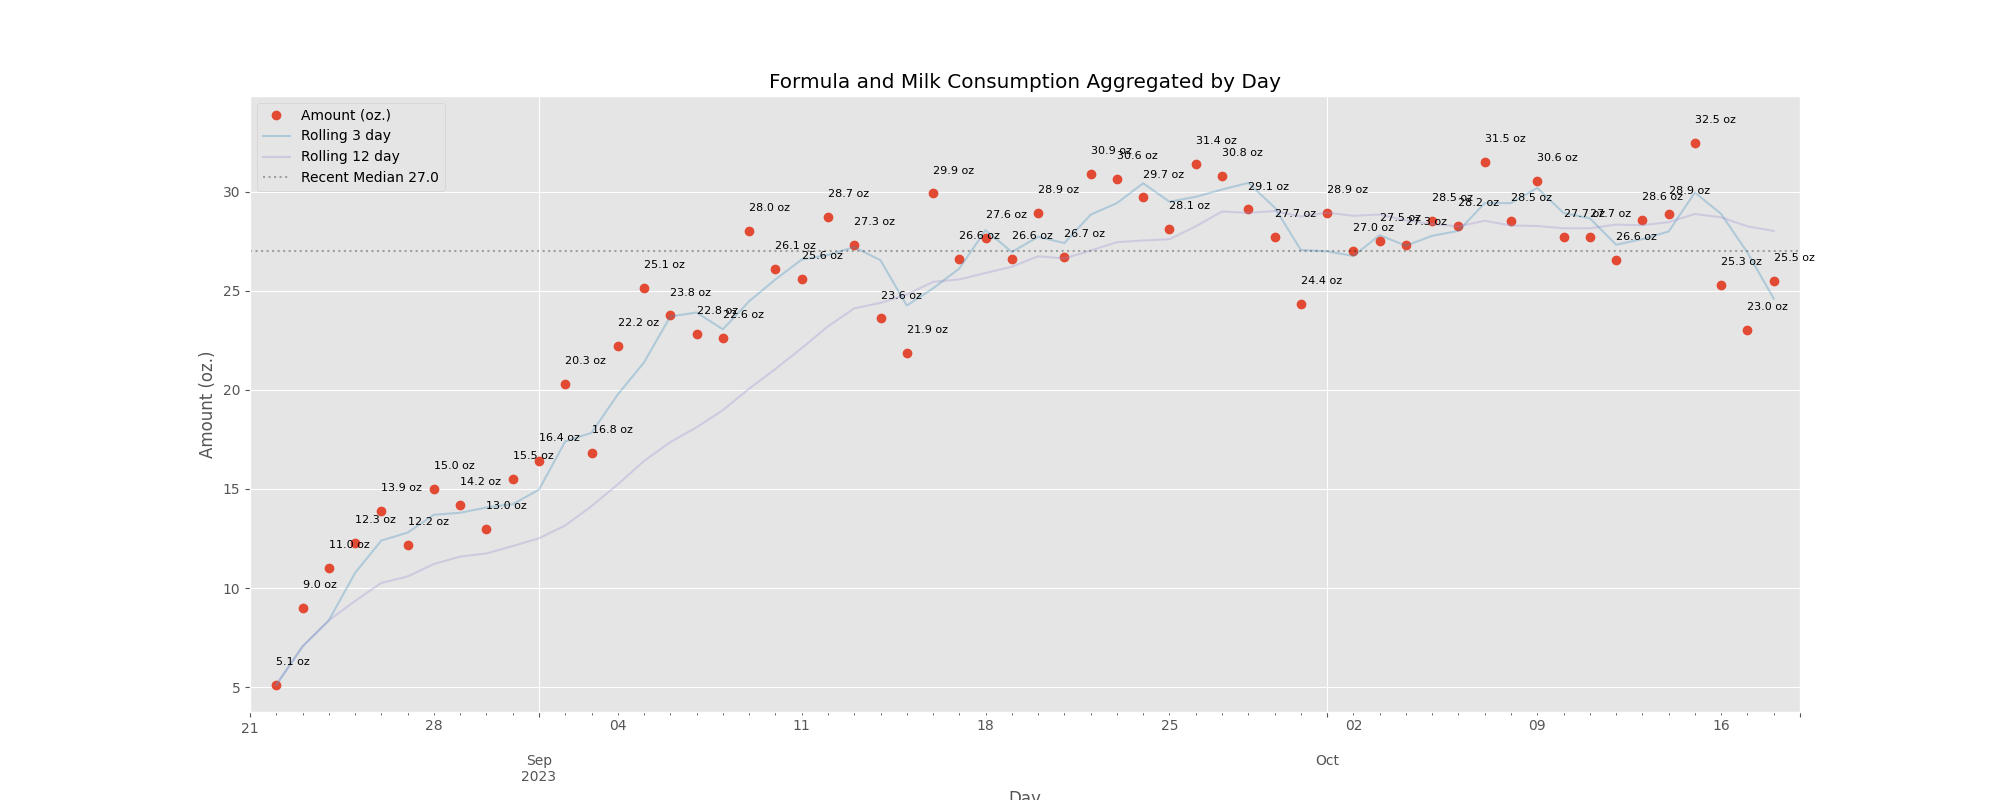 Formula and Milk Consumption Aggregated by Day
Amount (oz.)
Rolling 3 day
Rolling 12 day
Recent Median 27.0
Amount (oz.)
30
25
20
15
10
5
5.1 oz
9.0 oz
11.0 oz
12.3 oz
13.9 oz
12.2 oz
15.0 oz
14.2 oz
13.0 oz
15.5 oz
16.4 oz
20.3 oz
16.8 oz
22.2 oz
25.1 oz
23.8 oz
22.8 oz
22.6 oz
28.0 oz
26.1 oz
25.6 oz
28.7 oz
27.3 oz
23.6 oz
21.9 oz
29.9 oz
26.6 oz
27.6 oz
26.6 oz
28.9 oz
26.7 oz
30.9 oz
30.6 oz
29.7 oz
28.1 oz
31.4 oz
30.8 oz
29.1 oz
27.7 oz
24.4 oz
28.9 oz
27.0 oz
27.5 oz
27.3 oz
28.5 oz
28.2 oz
31.5 oz
28.5 oz
30.6 oz
27.7 oz
27.7 oz
26.6 oz
28.6 oz
28.9 oz
32.5 oz
25.3 oz
23.0 oz
25.5 oz
21 28 04 11 18 25 02 09 16
Sep Oct
2023
Day